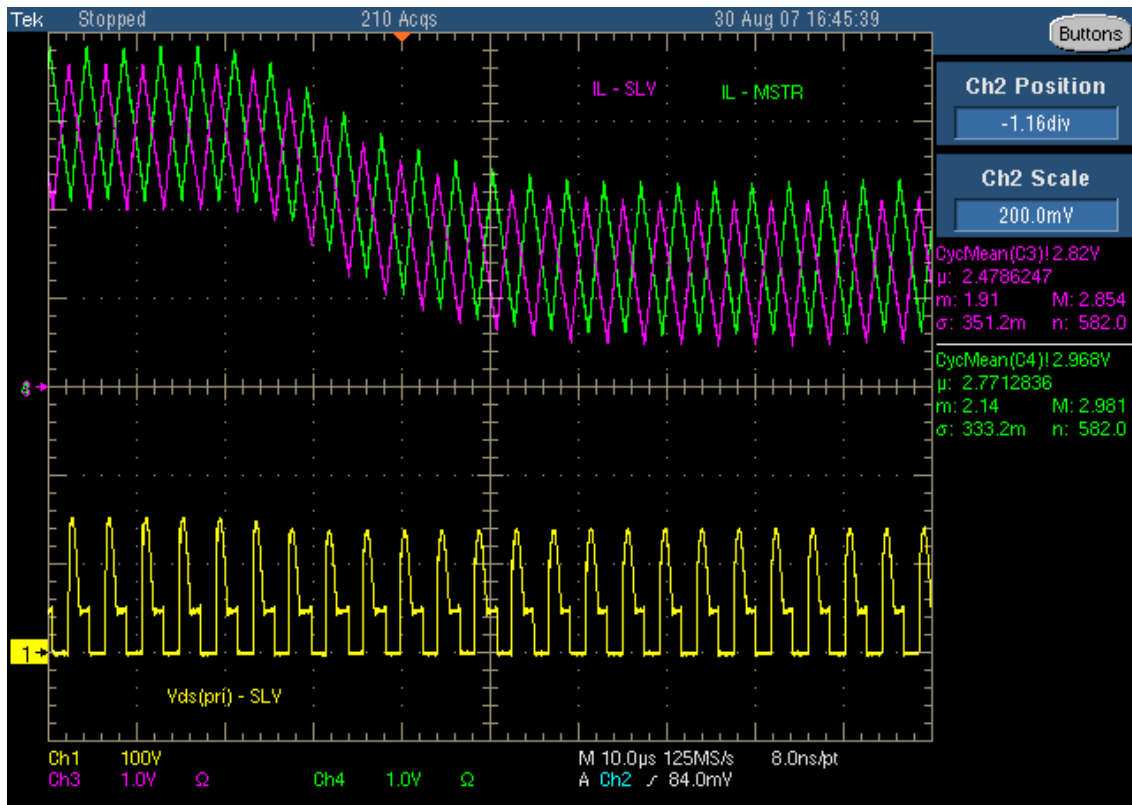 Tek Stopped 210 Acqs 30 Aug 07 16:45:39
Buttons
IL - SLV IL - MSTR
Ch2 Position
-1.16div
Ch2 Scale
200.0mV
CycMean(C3)!2.82V
µ: 2.4786247
m: 1.91 M: 2.854
σ: 351.2m n: 582.0
CycMean(C4)!2.968V
µ: 2.7712836
m: 2.14 M: 2.981
σ: 333.2m n: 582.0
1
Vds(pri) - SLV
Ch1 100V M 10.0µs 125MS/s 8.0ns/pt
Ch3 1.0V Ω Ch4 1.0V Ω A Ch2 84.0mV